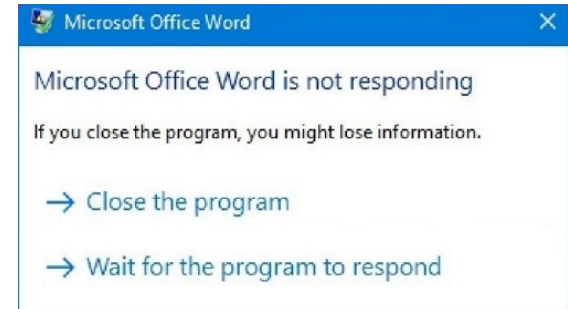 Microsoft Office Word
Microsoft Office Word is not responding
If you close the program, you might lose information.
→ Close the program
→ Wait for the program to respond